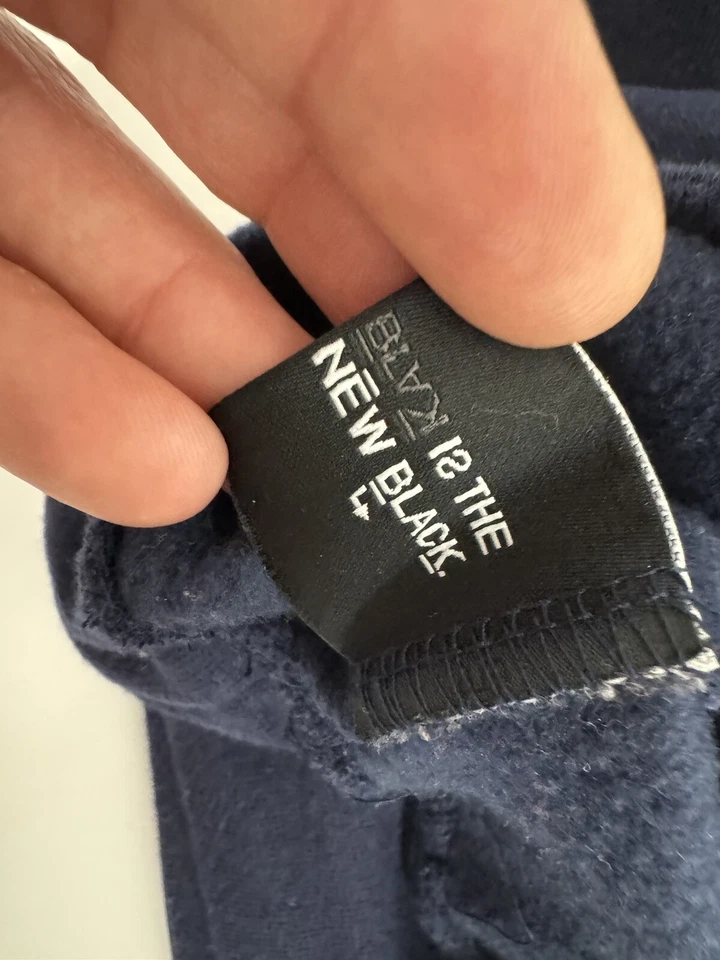 IS THE
NEW BLACK.